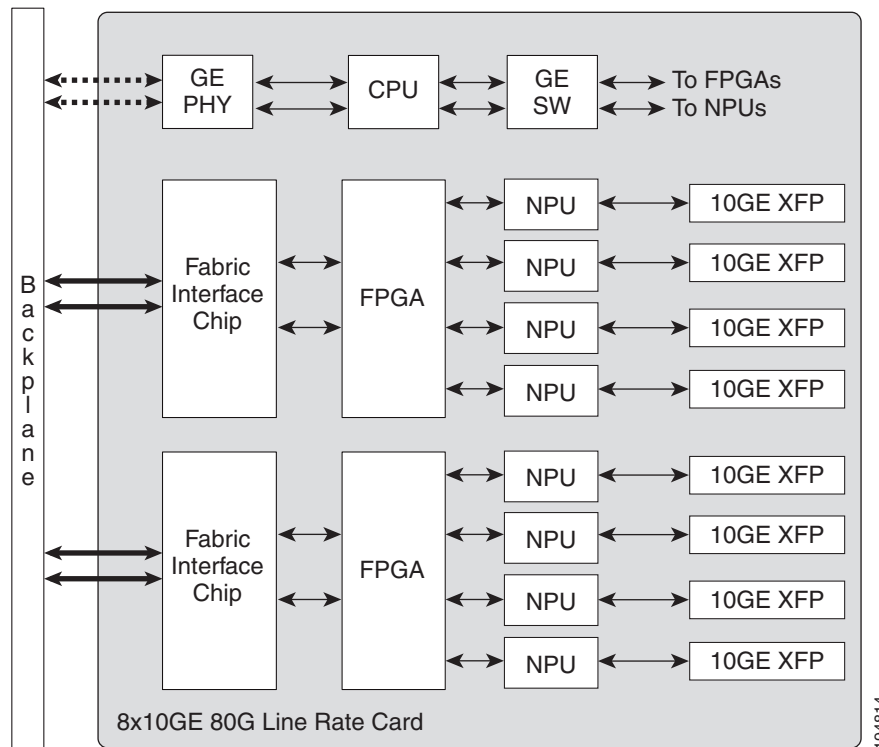 Backplane
GE
PHY
CPU
GE
SW
To FPGAs
To NPUs
Fabric
Interface
Chip
FPGA
NPU
10GE XFP
NPU
10GE XFP
NPU
10GE XFP
NPU
10GE XFP
Fabric
Interface
Chip
FPGA
NPU
10GE XFP
NPU
10GE XFP
NPU
10GE XFP
NPU
10GE XFP
8x10GE 80G Line Rate Card